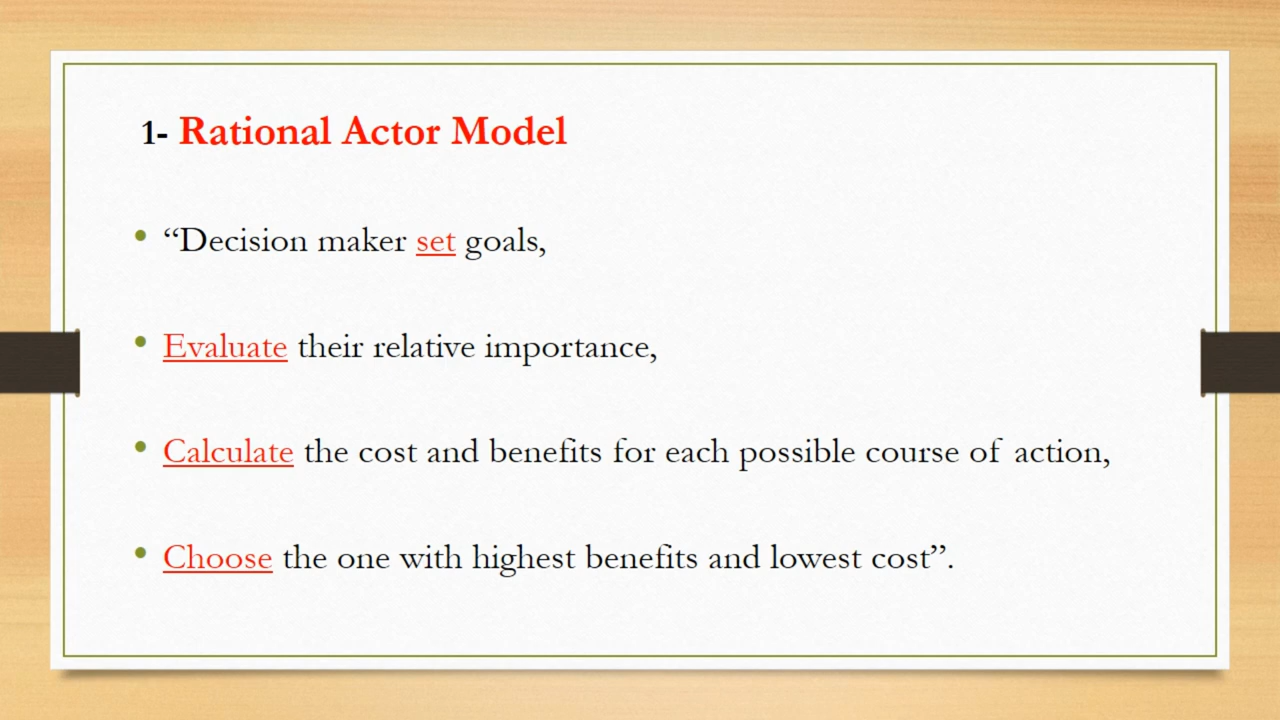 1- Rational Actor Model
• “Decision maker set goals,
• Evaluate their relative importance,
• Calculate the cost and benefits for each possible course of action,
• Choose the one with highest benefits and lowest cost”.